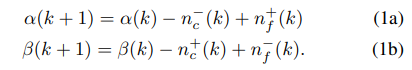 α(k + 1) = α(k) − n_c^-(k) + n_f^+(k) (1a)
β(k + 1) = β(k) − n_c^+(k) + n_f^-(k). (1b)